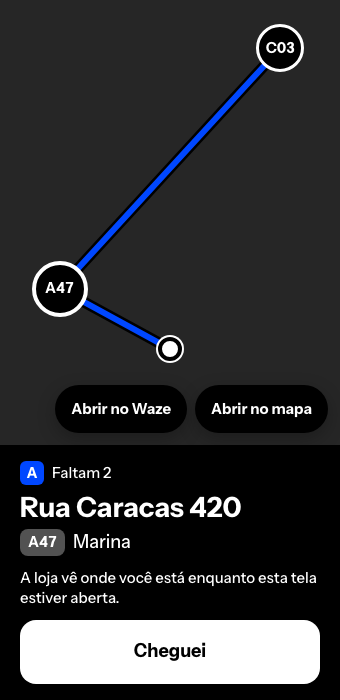 C03
A47
Abrir no Waze
Abrir no mapa
A Faltam 2
Rua Caracas 420
A47 Marina
A loja vê onde você está enquanto esta tela
estiver aberta.
Cheguei